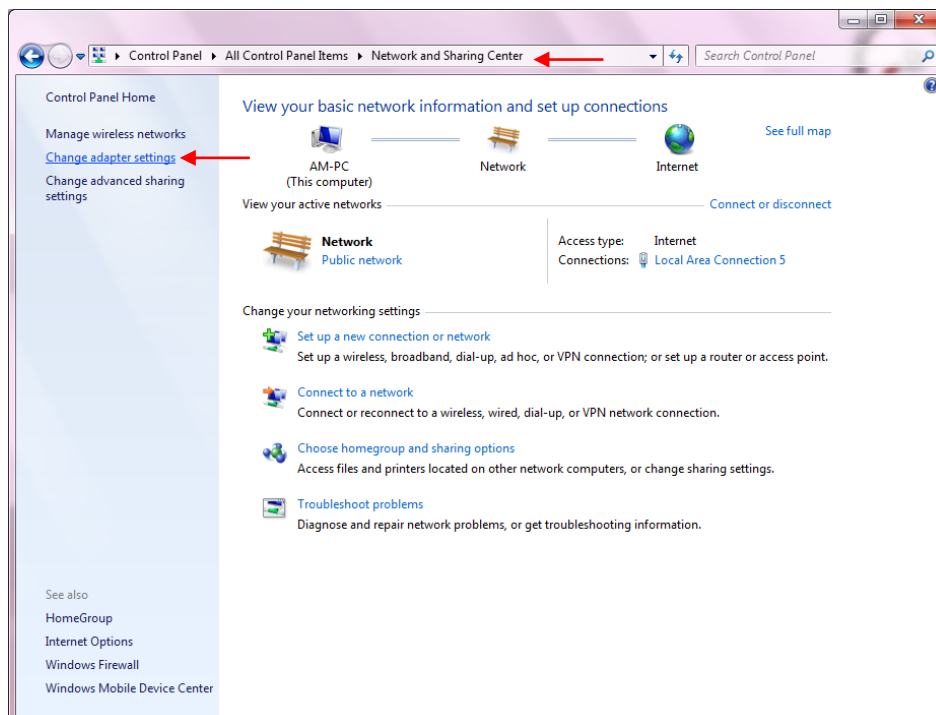 Control Panel ▸ All Control Panel Items ▸ Network and Sharing Center
Search Control Panel
Control Panel Home
Manage wireless networks
Change adapter settings
Change advanced sharing
settings
See also
HomeGroup
Internet Options
Windows Firewall
Windows Mobile Device Center
View your basic network information and set up connections
See full map
AM-PC
(This computer)
Network
Internet
View your active networks
Connect or disconnect
Network
Public network
Access type: Internet
Connections: Local Area Connection 5
Change your networking settings
Set up a new connection or network
Set up a wireless, broadband, dial-up, ad hoc, or VPN connection; or set up a router or access point.
Connect to a network
Connect or reconnect to a wireless, wired, dial-up, or VPN network connection.
Choose homegroup and sharing options
Access files and printers located on other network computers, or change sharing settings.
Troubleshoot problems
Diagnose and repair network problems, or get troubleshooting information.